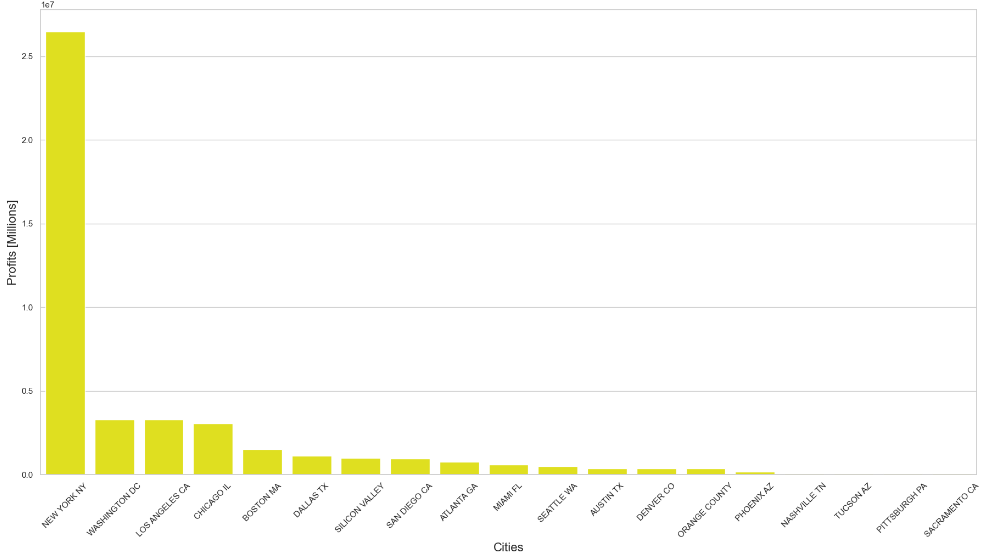 1e7
2.5
2.0
1.5
1.0
0.5
0.0
Profits [Millions]
NEW YORK NY
WASHINGTON DC
LOS ANGELES CA
CHICAGO IL
BOSTON MA
DALLAS TX
SILICON VALLEY
SAN DIEGO CA
ATLANTA GA
MIAMI FL
SEATTLE WA
AUSTIN TX
DENVER CO
ORANGE COUNTY
PHOENIX AZ
NASHVILLE TN
TUCSON AZ
PITTSBURGH PA
SACRAMENTO CA
Cities